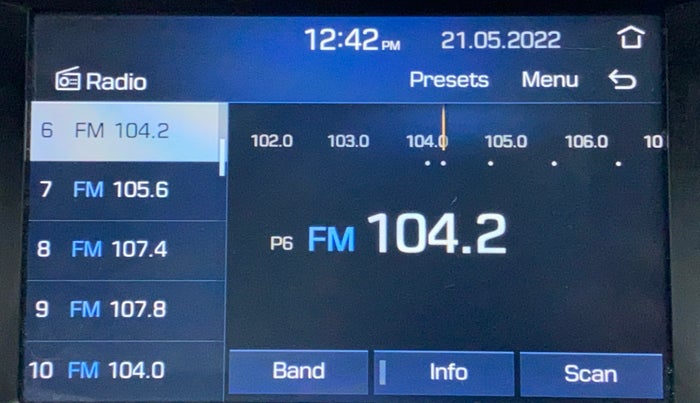 12:42 PM 21.05.2022
Radio Presets Menu
6 FM 104.2
7 FM 105.6
8 FM 107.4
9 FM 107.8
10 FM 104.0
102.0 103.0 104.0 105.0 106.0 10
P6 FM 104.2
Band Info Scan